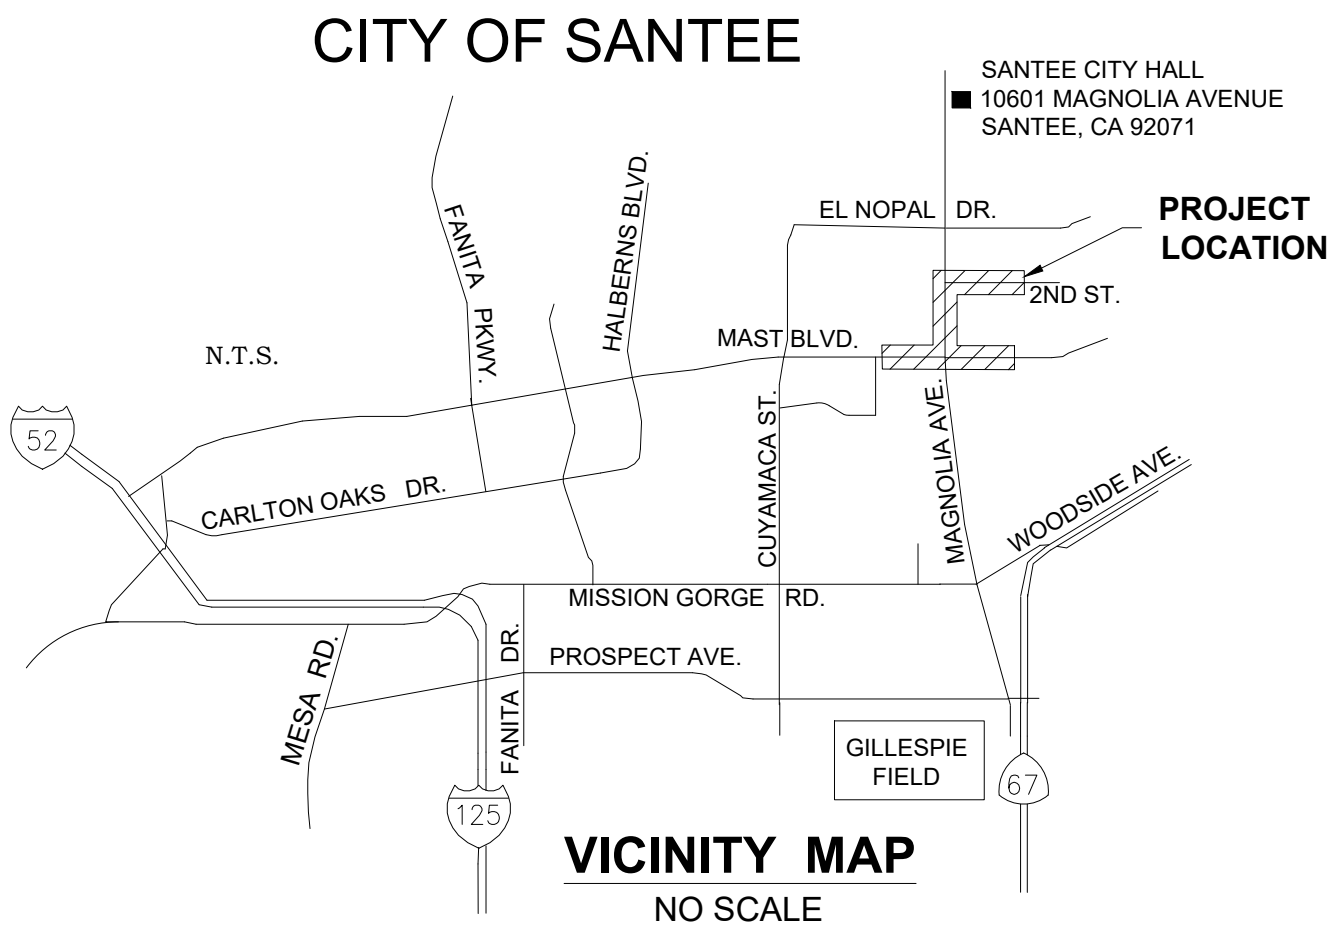 CITY OF SANTEE
SANTEE CITY HALL
10601 MAGNOLIA AVENUE
SANTEE, CA 92071
PROJECT
LOCATION
EL NOPAL DR.
2ND ST.
FANITA PKWY.
HALBERNS BLVD.
MAST BLVD.
N.T.S.
52
CARLTON OAKS DR.
CUYAMACA ST.
MAGNOLIA AVE.
WOODSIDE AVE.
MISSION GORGE RD.
MESA RD.
FANITA DR.
PROSPECT AVE.
GILLESPIE
FIELD
67
125
VICINITY MAP
NO SCALE